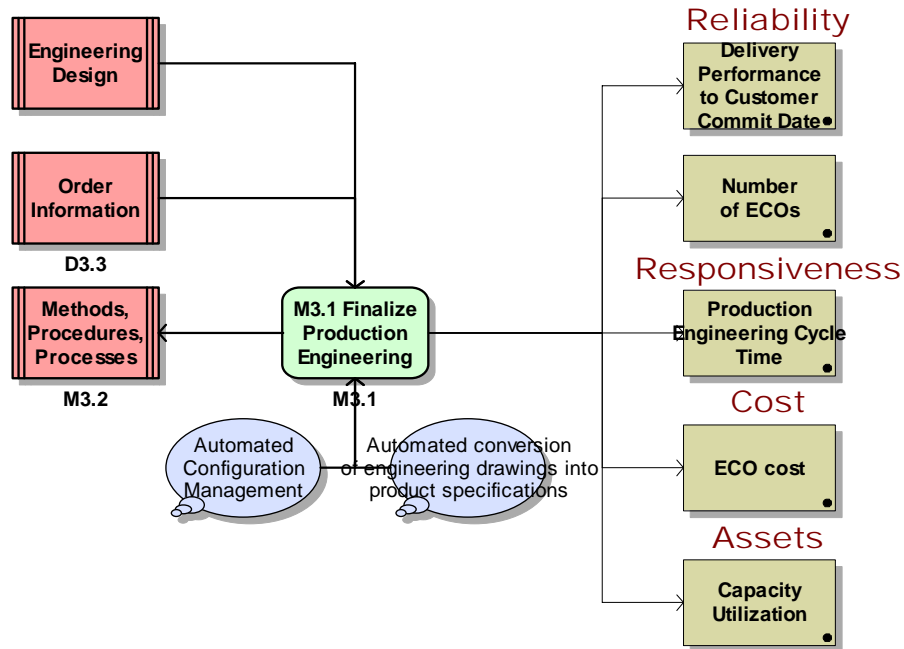 Engineering
Design
Order
Information
D3.3
Methods,
Procedures,
Processes
M3.2
M3.1 Finalize
Production
Engineering
M3.1
Automated
Configuration
Management
Automated conversion
of engineering drawings into
product specifications
Reliability
Delivery
Performance
to Customer
Commit Date
Number
of ECOs
Responsiveness
Production
Engineering Cycle
Time
Cost
ECO cost
Assets
Capacity
Utilization